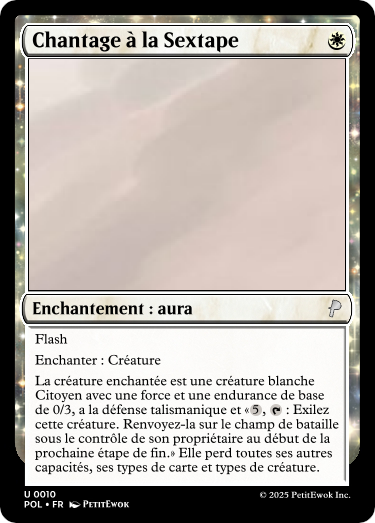 Chantage à la Sextape
Enchantement : aura
Flash
Enchanter : Créature
La créature enchantée est une créature blanche
Citoyen avec une force et une endurance de base
de 0/3, a la défense talismanique et «5, : Exilez
cette créature. Renvoyez-la sur le champ de bataille
sous le contrôle de son propriétaire au début de la
prochaine étape de fin.» Elle perd toutes ses autres
capacités, ses types de carte et types de créature.
U 0010
POL • FR PetitEwok
© 2025 PetitEwok Inc.